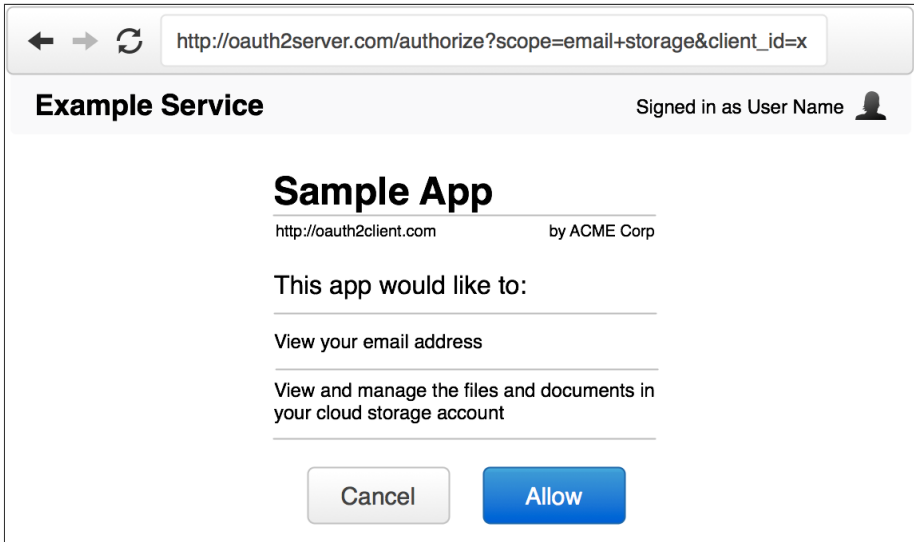 http://oauth2server.com/authorize?scope=email+storage&client_id=x
Example Service
Signed in as User Name
Sample App
http://oauth2client.com
by ACME Corp
This app would like to:
View your email address
View and manage the files and documents in
your cloud storage account
Cancel
Allow